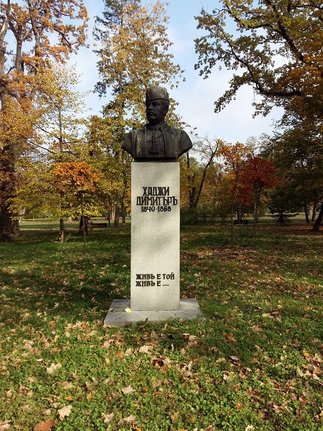 ХАДЖИ
ДИМИТЪРЪ
1840-1868
ЖИВЪ Е ТОЙ
ЖИВЪ Е ...